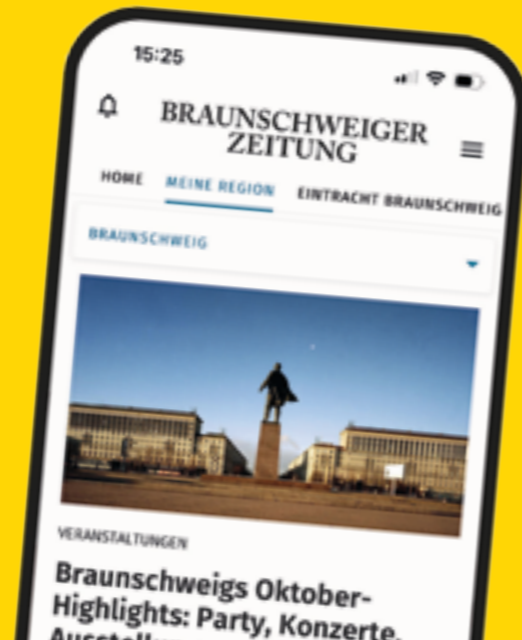 15:25
BRAUNSCHWEIGER
ZEITUNG
HOME MEINE REGION EINTRACHT BRAUNSCHWEIG
BRAUNSCHWEIG
VERANSTALTUNGEN
Braunschweigs Oktober-
Highlights: Party, Konzerte,